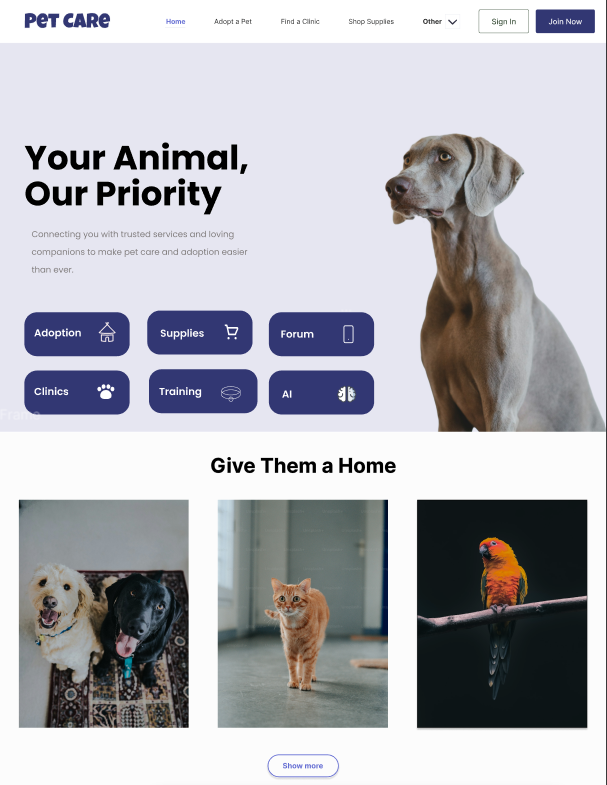 PET CARE
Home Adopt a Pet Find a Clinic Shop Supplies Other Sign In Join Now
Your Animal,
Our Priority
Connecting you with trusted services and loving
companions to make pet care and adoption easier
than ever.
Adoption Supplies Forum
Clinics Training AI
Frame
Give Them a Home
Show more